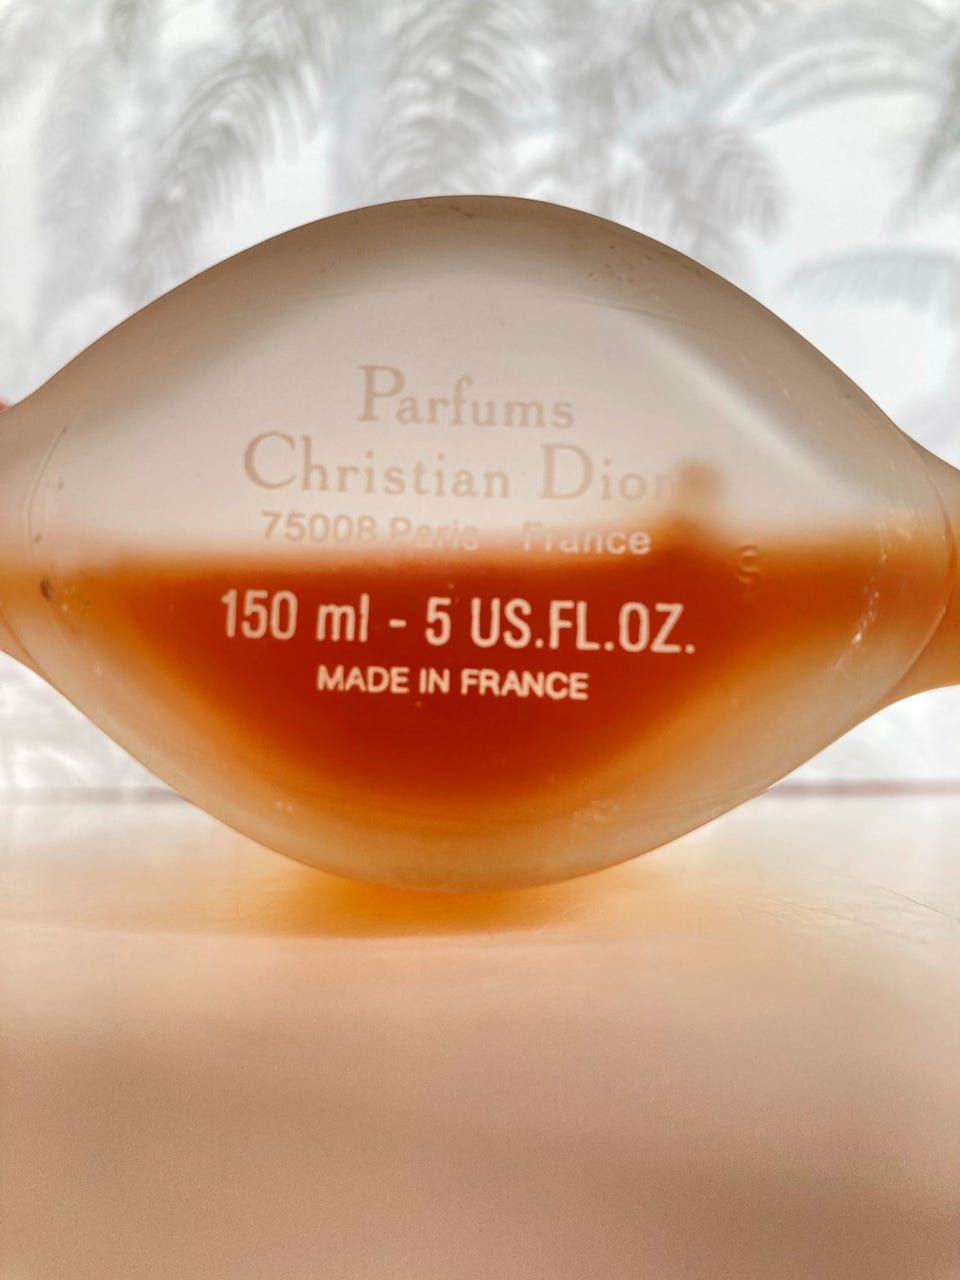 Parfums
Christian Dior
75008 Paris - France
150 ml - 5 US.FL.OZ.
MADE IN FRANCE